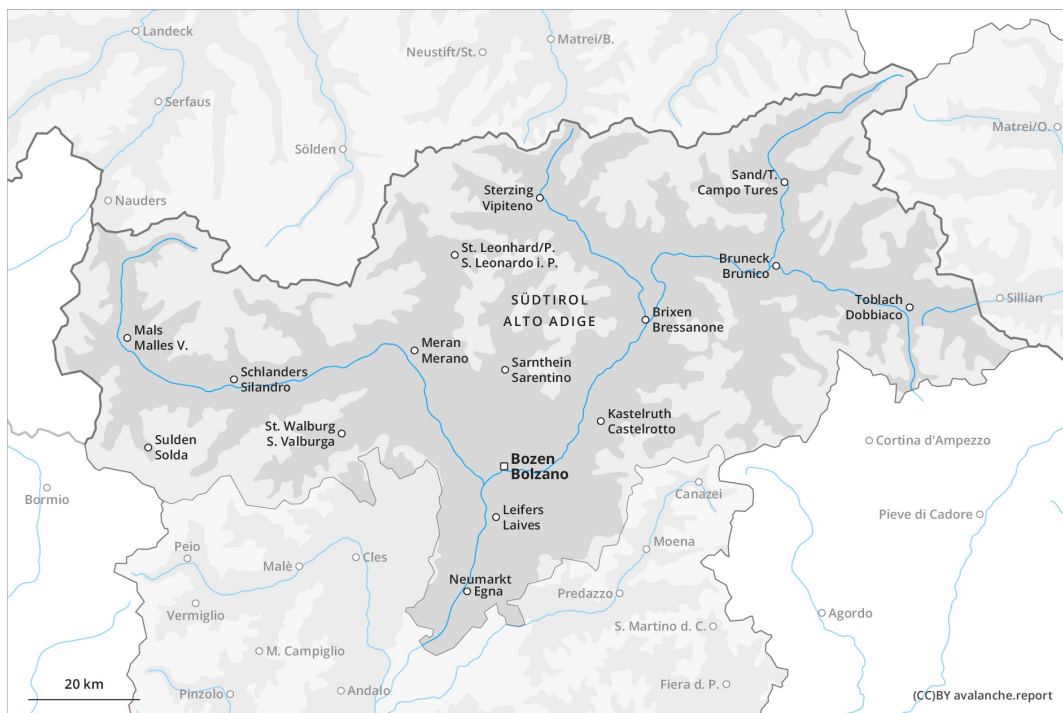 Landeck
Matrei/B.
Neustift/St.
Serfaus
Matrei/O.
Sölden
Sand/T.
Campo Tures
Sterzing
Vipiteno
Nauders
St. Leonhard/P.
S. Leonardo i. P.
Bruneck
Brunico
SÜDTIROL
ALTO ADIGE
Toblach
Dobbiaco
Sillian
Brixen
Bressanone
Mals
Malles V.
Meran
Merano
Sarnthein
Sarentino
Schlanders
Silandro
Kastelruth
Castelrotto
St. Walburg
S. Valburga
Sulden
Solda
Cortina d'Ampezzo
Bozen
Bolzano
Bormio
Canazei
Leifers
Laives
Pieve di Cadore
Moena
Peio
Cles
Malè
Neumarkt
Egna
Predazzo
Vermiglio
Agordo
S. Martino d. C.
M. Campiglio
20 km
Pinzolo
Andalo
Fiera d. P.
(CC)BY avalanche.report